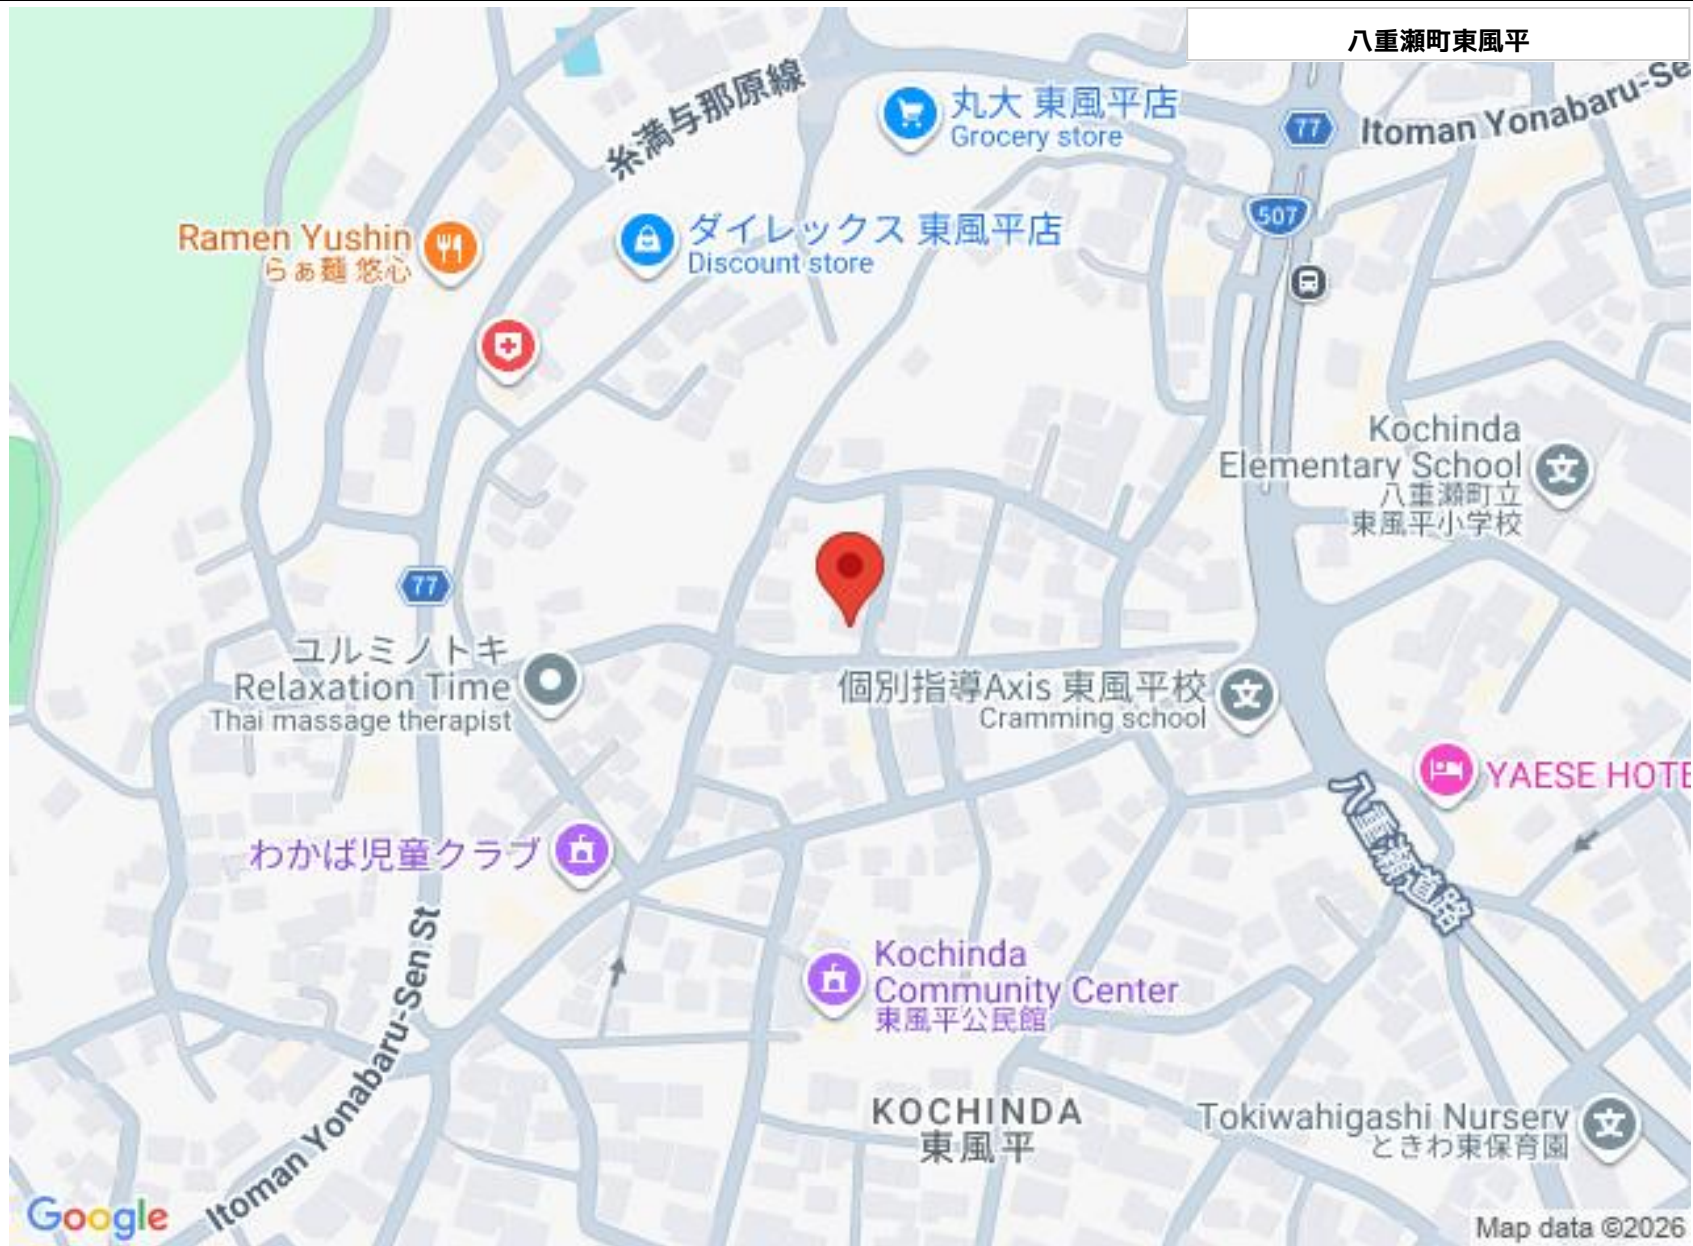 八重瀬町東風平
糸満与那原線
丸大 東風平店
Grocery store
77
Itoman Yonabaru-Se
507
Ramen Yushin
らぁ麺 悠心
ダイレックス 東風平店
Discount store
Kochinda
Elementary School
八重瀬町立
東風平小学校
77
ユルミノトキ
Relaxation Time
Thai massage therapist
個別指導Axis 東風平校
Cramming school
YAESE HOTE
八重瀬道路
わかば児童クラブ
Kochinda
Community Center
東風平公民館
Itoman Yonabaru-Sen St
KOCHINDA
東風平
Tokiwahigashi Nursery
ときわ東保育園
Google
Map data ©2026